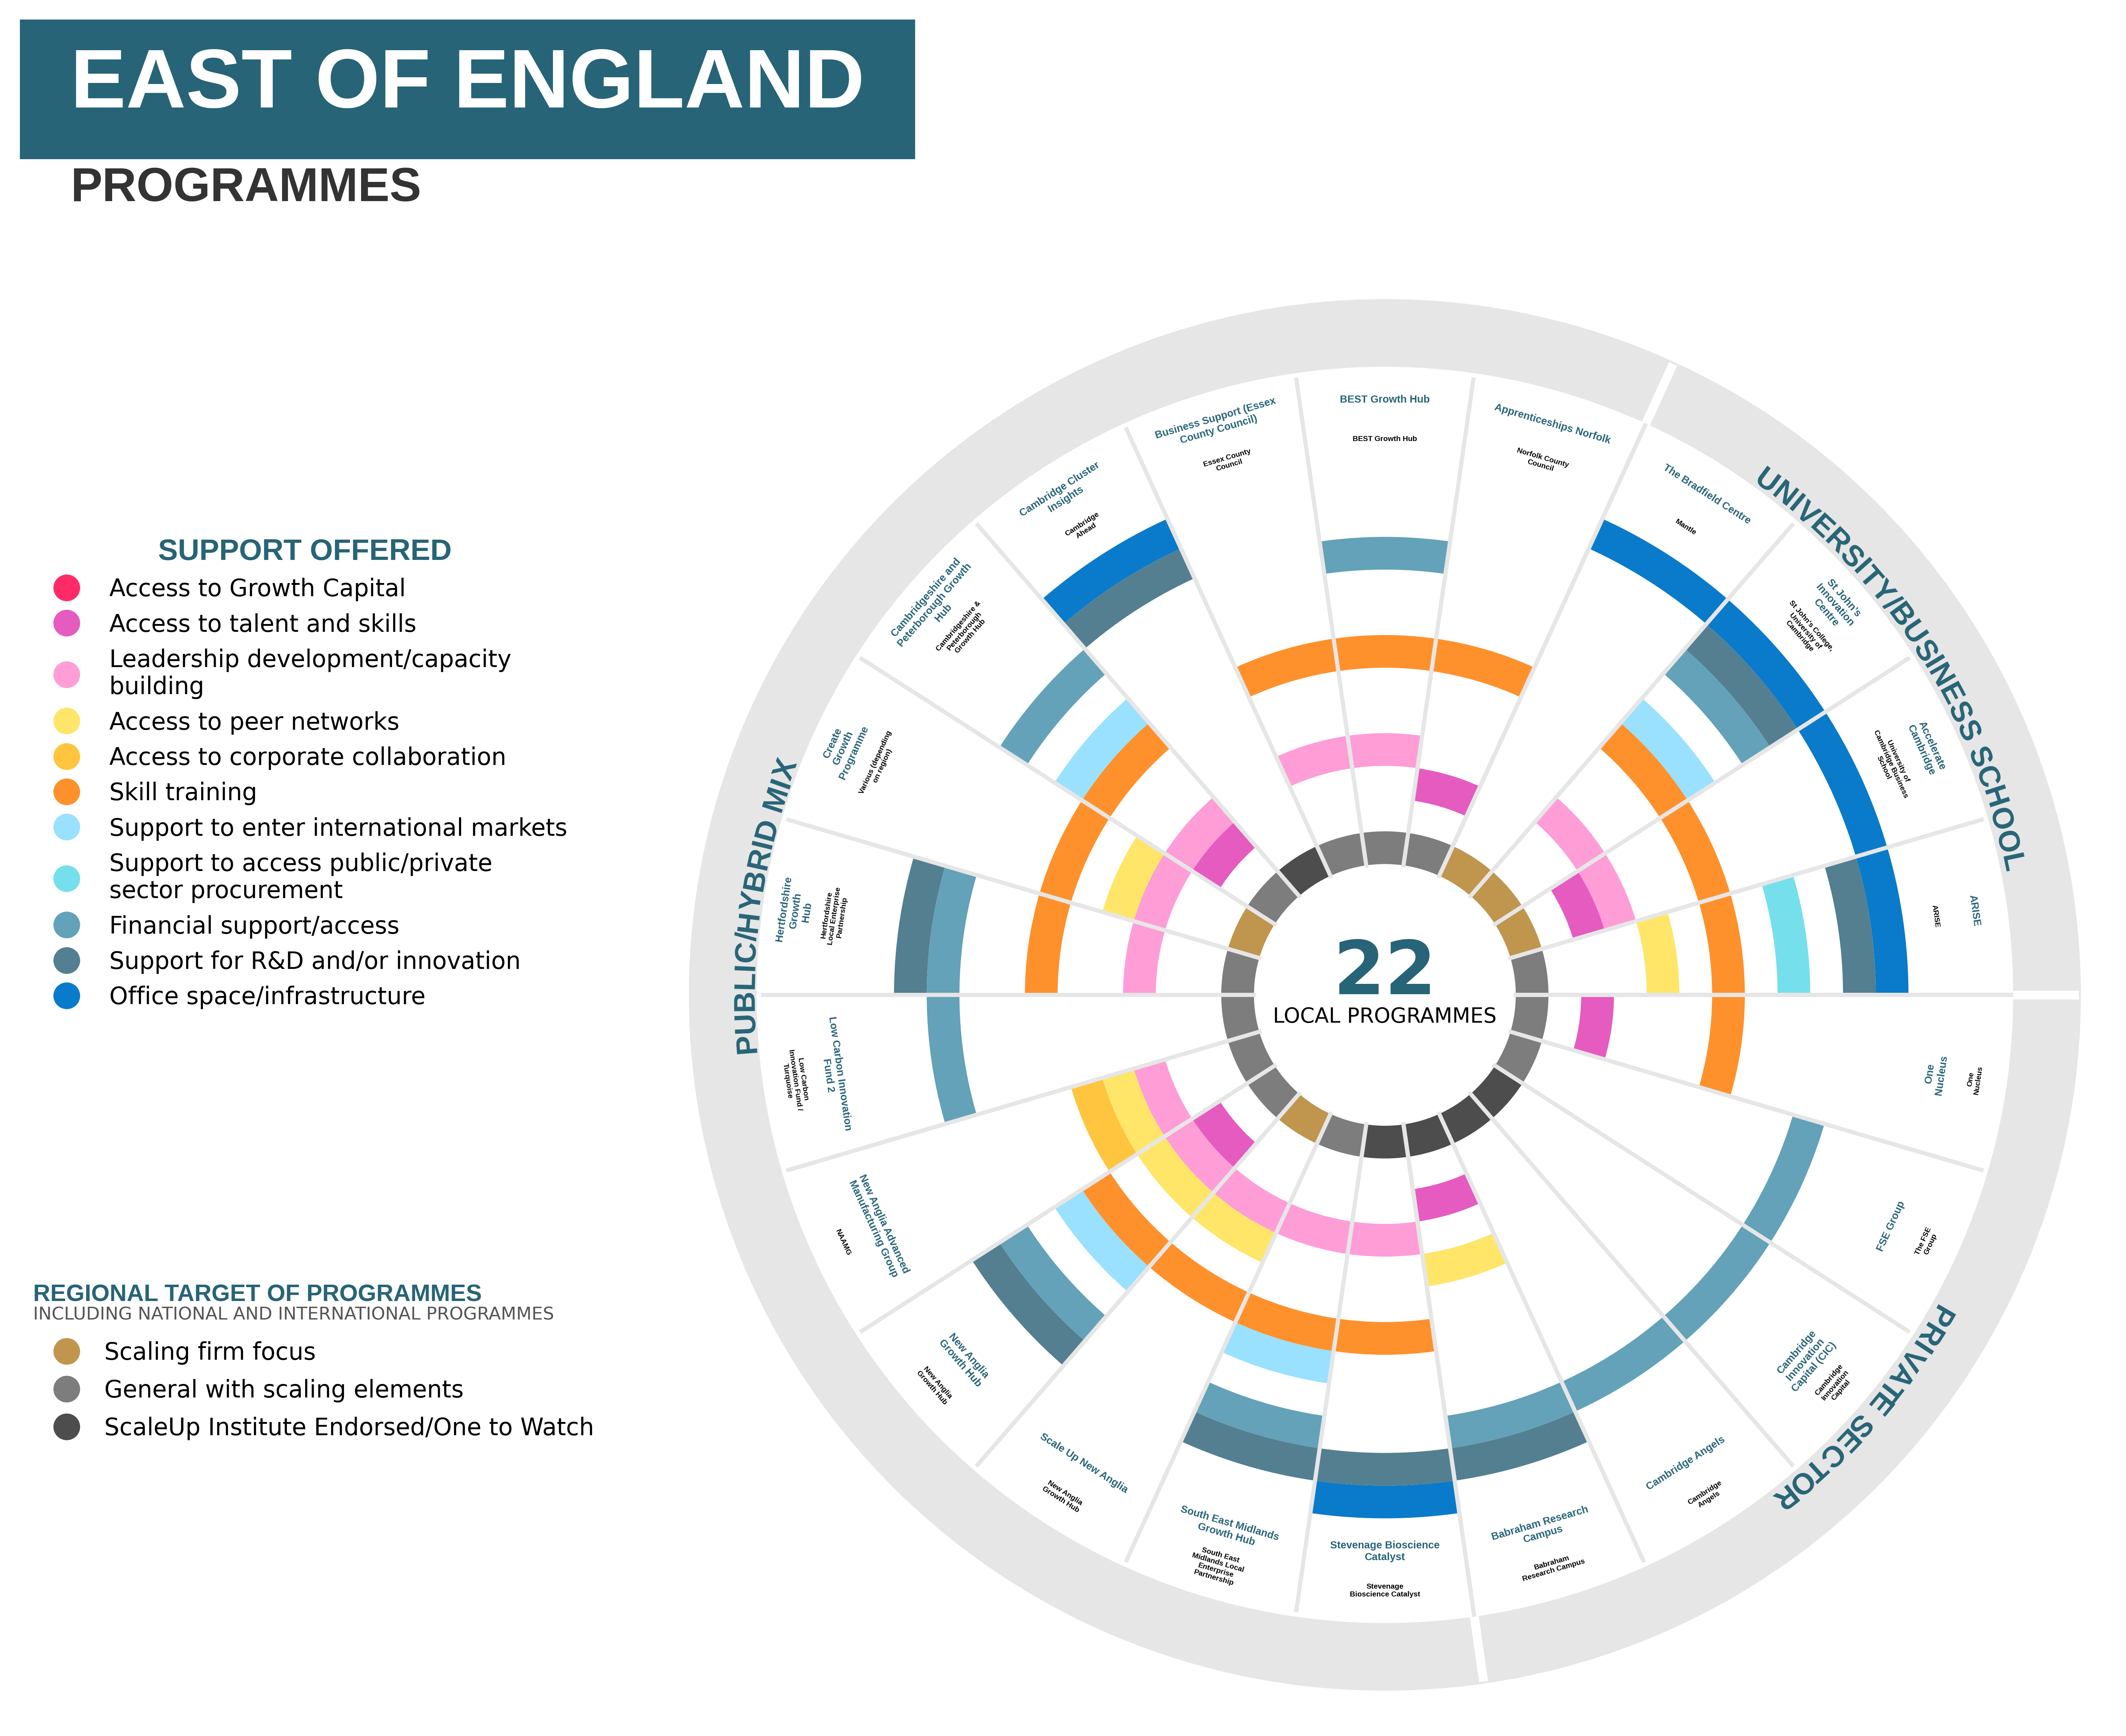 EAST OF ENGLAND
PROGRAMMES
SUPPORT OFFERED
Access to Growth Capital
Access to talent and skills
Leadership development/capacity
building
Access to peer networks
Access to corporate collaboration
Skill training
Support to enter international markets
Support to access public/private
sector procurement
Financial support/access
Support for R&D and/or innovation
Office space/infrastructure
REGIONAL TARGET OF PROGRAMMES
INCLUDING NATIONAL AND INTERNATIONAL PROGRAMMES
Scaling firm focus
General with scaling elements
ScaleUp Institute Endorsed/One to Watch
22
LOCAL PROGRAMMES
UNIVERSITY/BUSINESS SCHOOL
The Bradfield Centre
Mantle
St John's
Innovation
Centre
St John's College,
University of
Cambridge
Accelerate
Cambridge
University of
Cambridge Business
School
ARISE
ARISE
PRIVATE SECTOR
One
Nucleus
One
Nucleus
FSE Group
The FSE
Group
Cambridge
Innovation
Capital (CIC)
Cambridge
Innovation
Capital
Cambridge Angels
Cambridge
Angels
Babraham Research
Campus
Babraham
Research Campus
PUBLIC/HYBRID MIX
Stevenage Bioscience
Catalyst
Stevenage
Bioscience Catalyst
South East Midlands
Growth Hub
South East
Midlands Local
Enterprise
Partnership
Scale Up New Anglia
New Anglia
Growth Hub
New Anglia
Growth Hub
New Anglia
Growth Hub
New Anglia Advanced
Manufacturing Group
NAAMG
Low Carbon Innovation
Fund 2
Low Carbon
Innovation Fund /
Turquoise
Hertfordshire
Growth
Hub
Hertfordshire
Local Enterprise
Partnership
Create
Growth
Programme
Various (depending
on region)
Cambridgeshire and
Peterborough Growth
Hub
Cambridgeshire &
Peterborough
Growth Hub
Cambridge Cluster
Insights
Cambridge
Ahead
Business Support (Essex
County Council)
Essex County
Council
BEST Growth Hub
BEST Growth Hub
Apprenticeships Norfolk
Norfolk County
Council